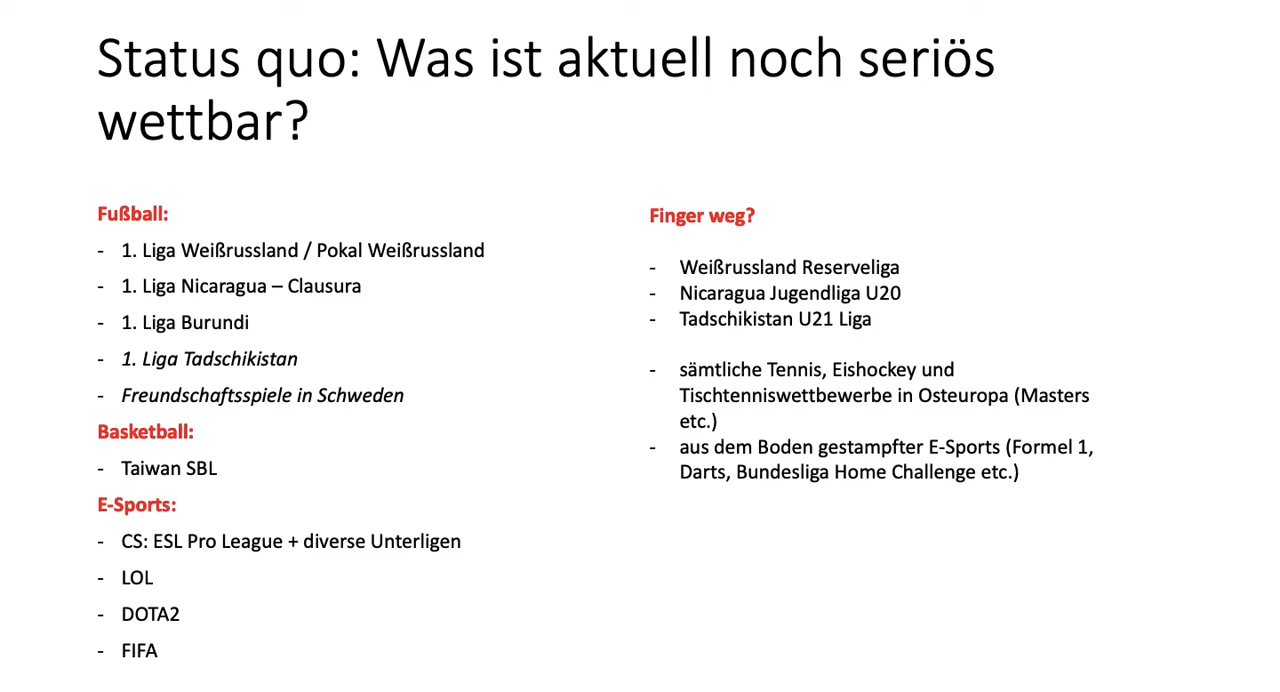 Status quo: Was ist aktuell noch seriös
wettbar?
Fußball:
- 1. Liga Weißrussland / Pokal Weißrussland
- 1. Liga Nicaragua – Clausura
- 1. Liga Burundi
- 1. Liga Tadschikistan
- Freundschaftsspiele in Schweden
Basketball:
- Taiwan SBL
E-Sports:
- CS: ESL Pro League + diverse Unterligen
- LOL
- DOTA2
- FIFA
Finger weg?
- Weißrussland Reserveliga
- Nicaragua Jugendliga U20
- Tadschikistan U21 Liga
- sämtliche Tennis, Eishockey und
Tischtenniswettbewerbe in Osteuropa (Masters
etc.)
- aus dem Boden gestampfter E-Sports (Formel 1,
Darts, Bundesliga Home Challenge etc.)